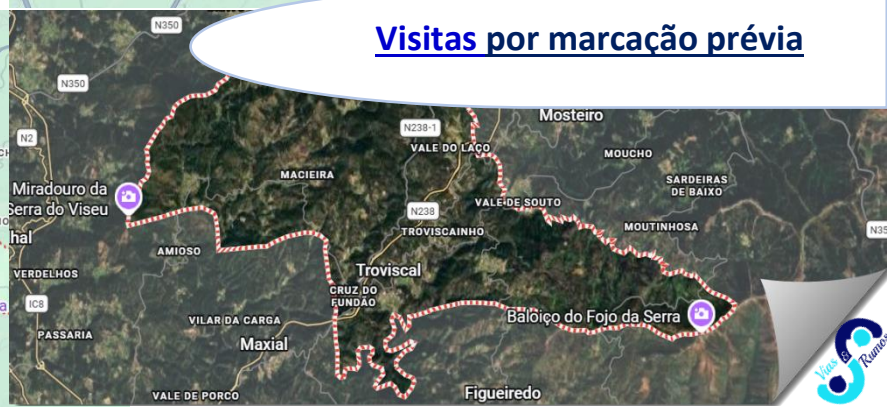 Visitas por marcação prévia
N350
N350
N2
N238-1
Mosteiro
VALE DO LAÇO
MOUCHO
MACIEIRA
SARDEIRAS
DE BAIXO
Miradouro da
Serra do Viseu
VALE DE SOUTO
N238
TROVISCAINHO
MOUTINHOSA
N35
hal
AMIOSO
VERDELHOS
Troviscal
CRUZ DO
FUNDÃO
IC8
Baloiço do Fojo da Serra
VILAR DA CARGA
PASSARIA
Maxial
Vias & Rumos
VALE DE PORCO
Figueiredo